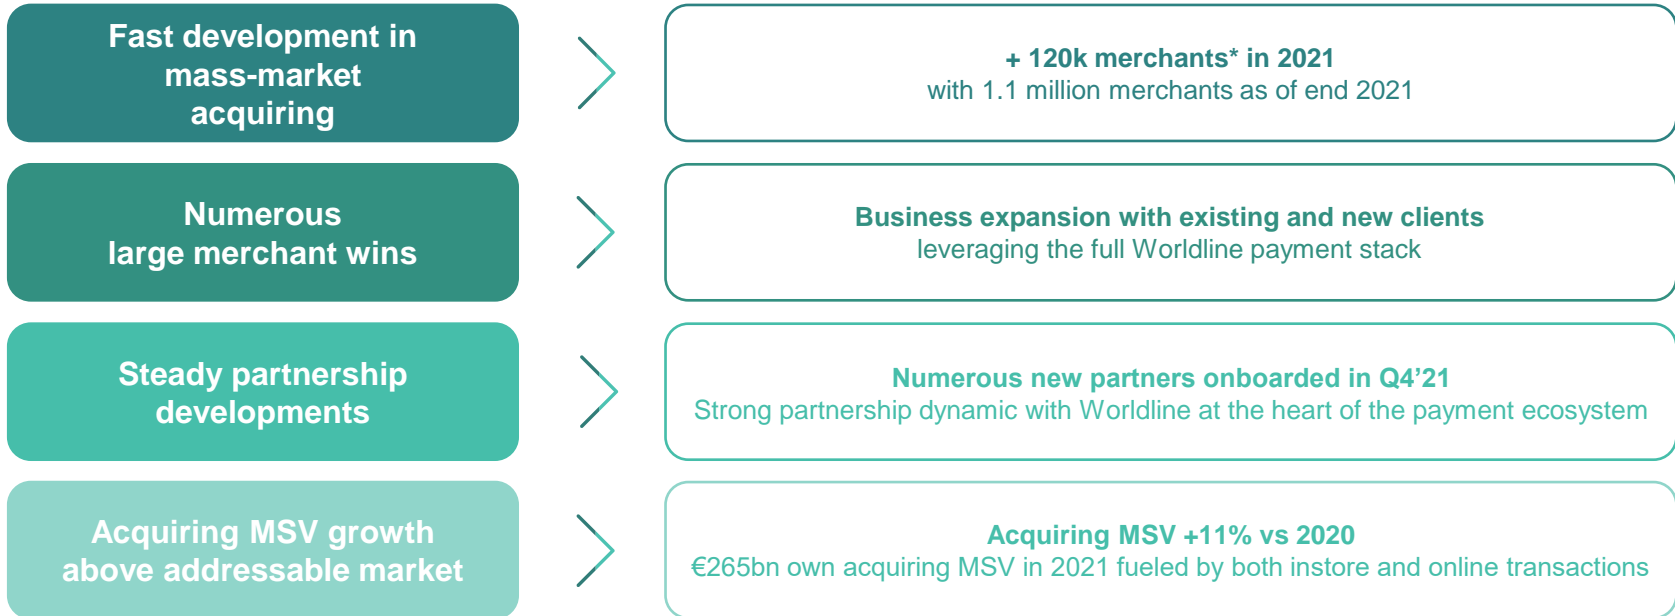 Fast development in
mass-market
acquiring
+ 120k merchants* in 2021
with 1.1 million merchants as of end 2021
Numerous
large merchant wins
Business expansion with existing and new clients
leveraging the full Worldline payment stack
Steady partnership
developments
Numerous new partners onboarded in Q4’21
Strong partnership dynamic with Worldline at the heart of the payment ecosystem
Acquiring MSV growth
above addressable market
Acquiring MSV +11% vs 2020
€265bn own acquiring MSV in 2021 fueled by both instore and online transactions